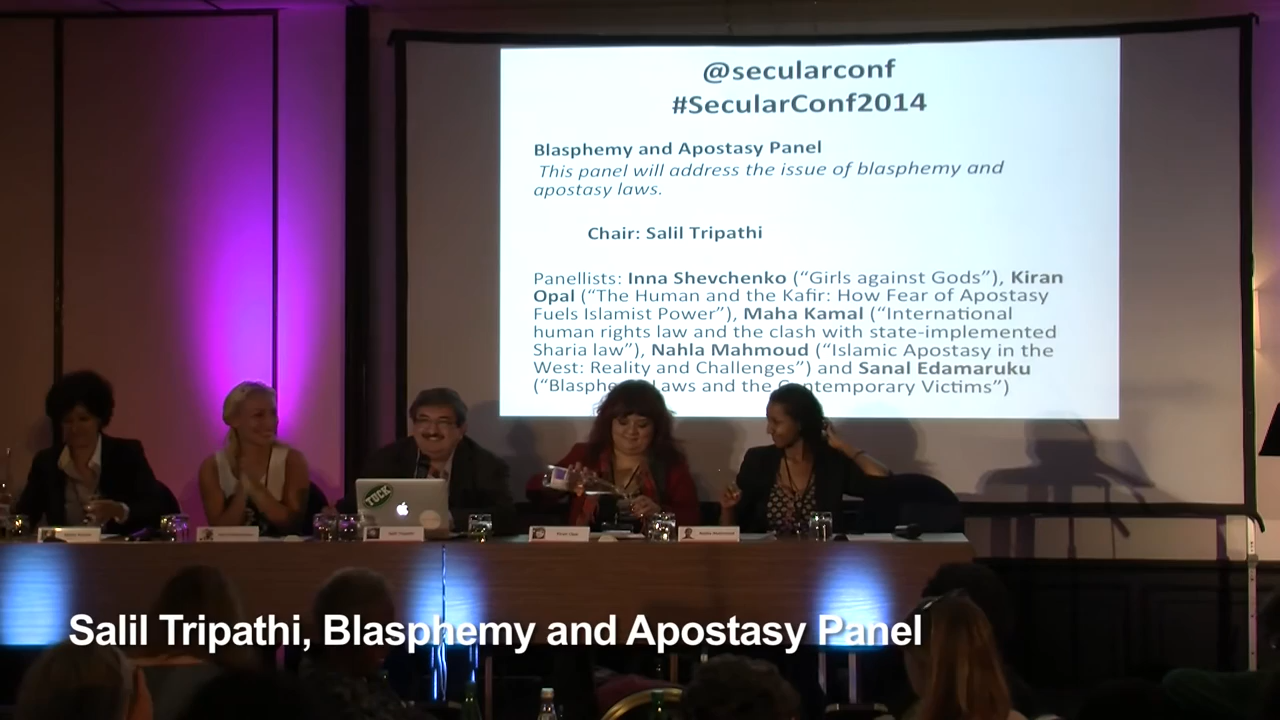 @secularconf
#SecularConf2014
Blasphemy and Apostasy Panel
This panel will address the issue of blasphemy and
apostasy laws.
Chair: Salil Tripathi
Panellists: Inna Shevchenko (“Girls against Gods”), Kiran
Opal (“The Human and the Kafir: How Fear of Apostasy
Fuels Islamist Power”), Maha Kamal (“International
human rights law and the clash with state-implemented
Sharia law”), Nahla Mahmoud (“Islamic Apostasy in the
West: Reality and Challenges”) and Sanal Edamaruku
Laws and the Victims”)
TOCK
Salil Tripathi, Blasphemy and Apostasy Panel